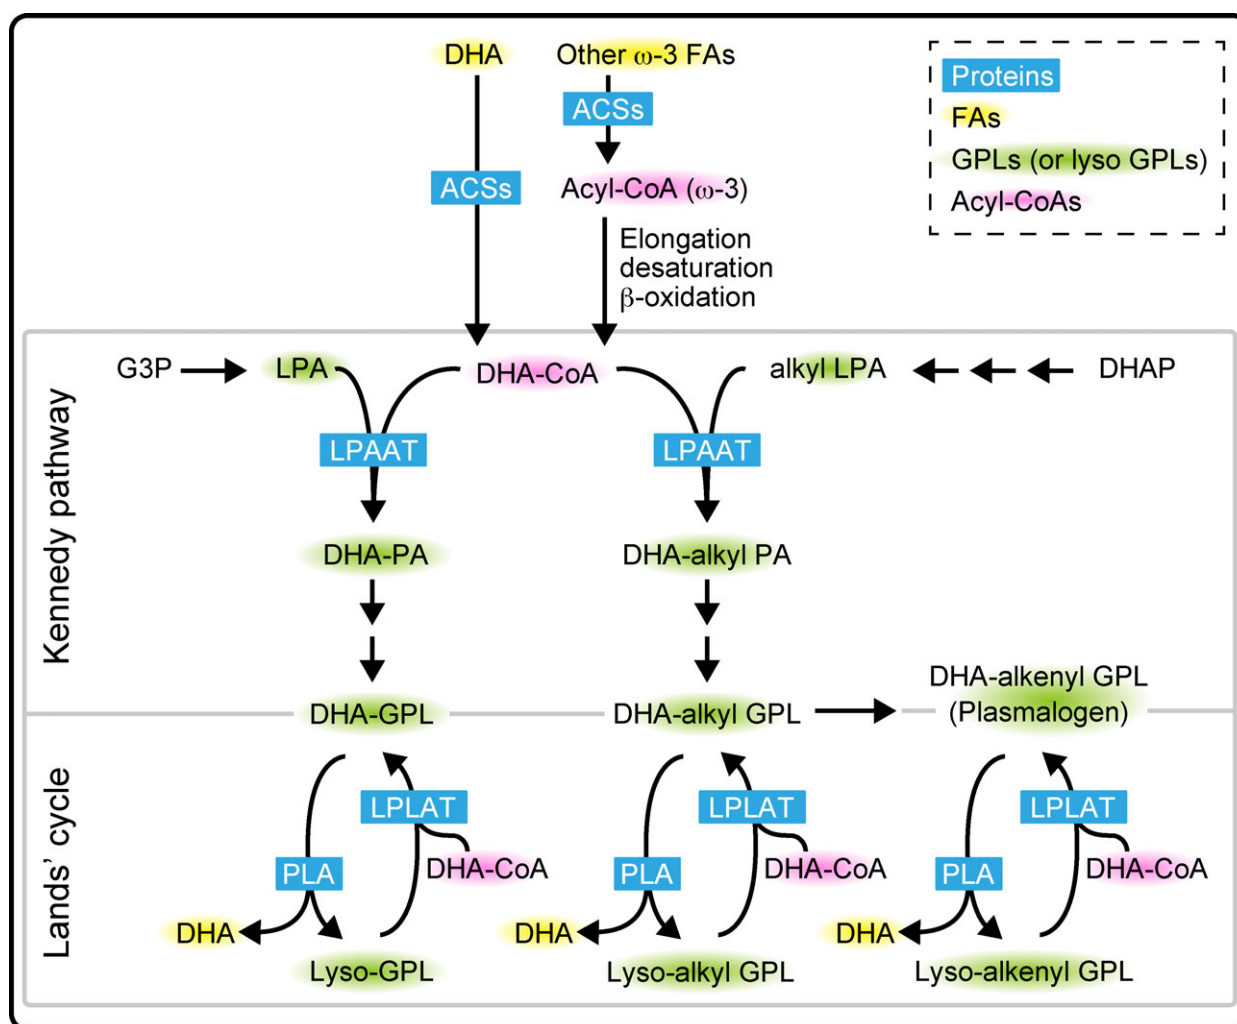 DHA
Other ω-3 FAs
ACSs
ACSs
Acyl-CoA (ω-3)
Elongation
desaturation
β-oxidation
Proteins
FAs
GPLs (or lyso GPLs)
Acyl-CoAs
Kennedy pathway
G3P
LPA
DHA-CoA
alkyl LPA
DHAP
LPAAT
LPAAT
DHA-PA
DHA-alkyl PA
DHA-GPL
DHA-alkyl GPL
DHA-alkenyl GPL
(Plasmalogen)
Lands' cycle
LPLAT
PLA
DHA-CoA
DHA
Lyso-GPL
LPLAT
PLA
DHA-CoA
DHA
Lyso-alkyl GPL
LPLAT
PLA
DHA-CoA
DHA
Lyso-alkenyl GPL